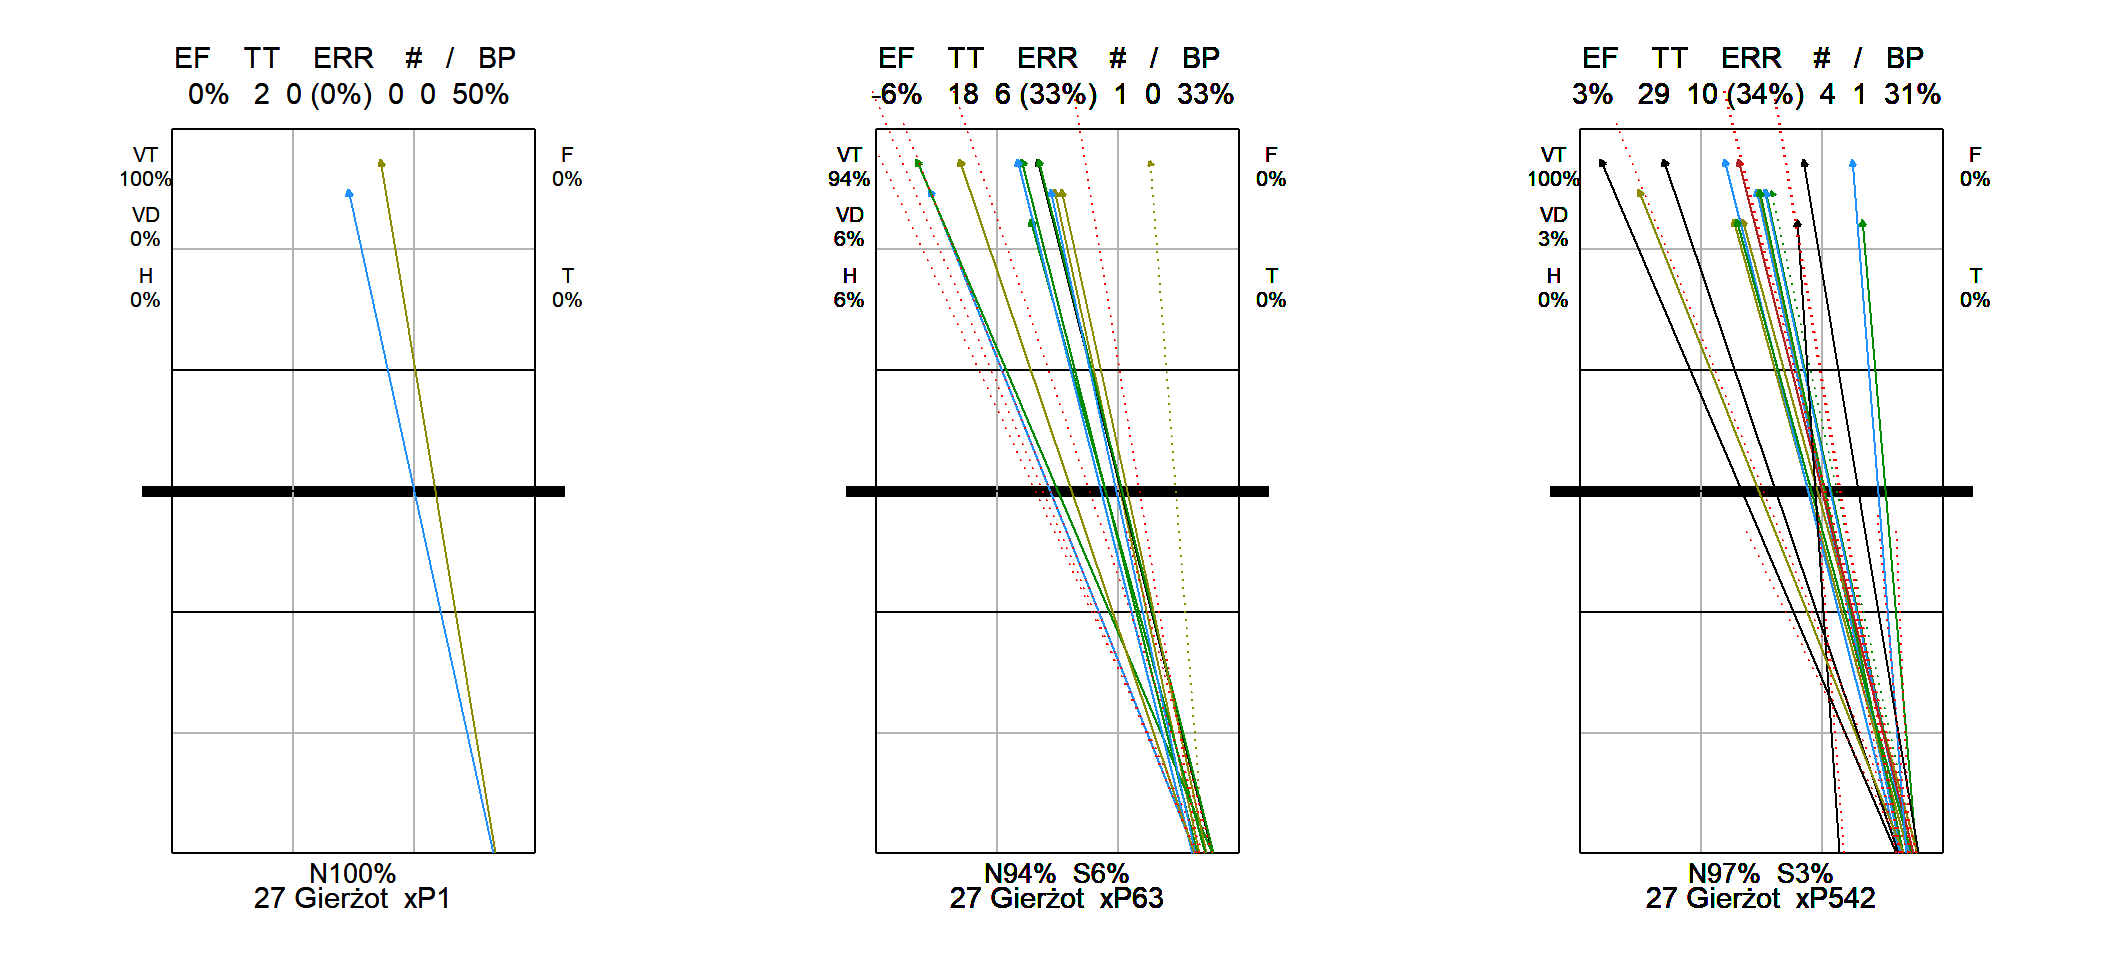 EF TT ERR # / BP
0% 2 0 (0%) 0 0 50%
VT
100%
VD
0%
H
0%
F
0%
T
0%
N100%
27 Gierżot xP1
EF TT ERR # / BP
-6% 18 6 (33%) 1 0 33%
VT
94%
VD
6%
H
6%
F
0%
T
0%
N94% S6%
27 Gierżot xP63
EF TT ERR # / BP
3% 29 10 (34%) 4 1 31%
VT
100%
VD
3%
H
0%
F
0%
T
0%
N97% S3%
27 Gierżot xP542